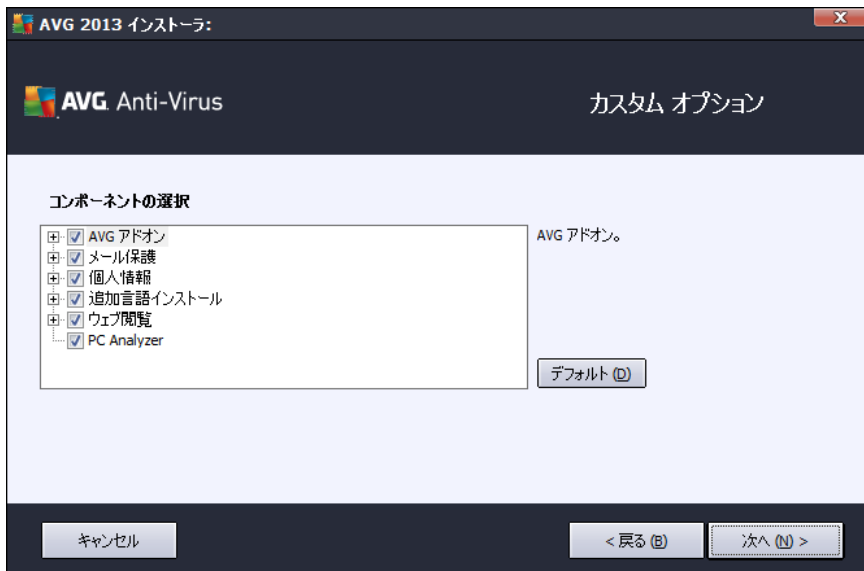 AVG 2013 インストーラ:
AVG. Anti-Virus
カスタム オプション
コンポーネントの選択
AVG アドオン
メール保護
個人情報
追加言語インストール
ウェブ閲覧
PC Analyzer
AVG アドオン。
デフォルト (D)
キャンセル
< 戻る (B)
次へ (N) >